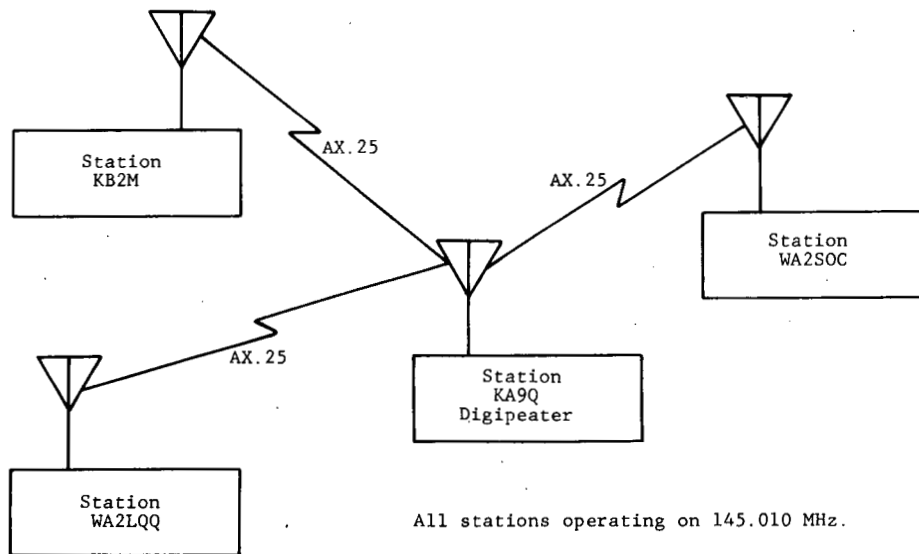 Station
KB2M
AX.25
AX.25
Station
WA2SOC
AX.25
Station
KA9Q
Digipeater
Station
WA2LQQ
All stations operating on 145.010 MHz.